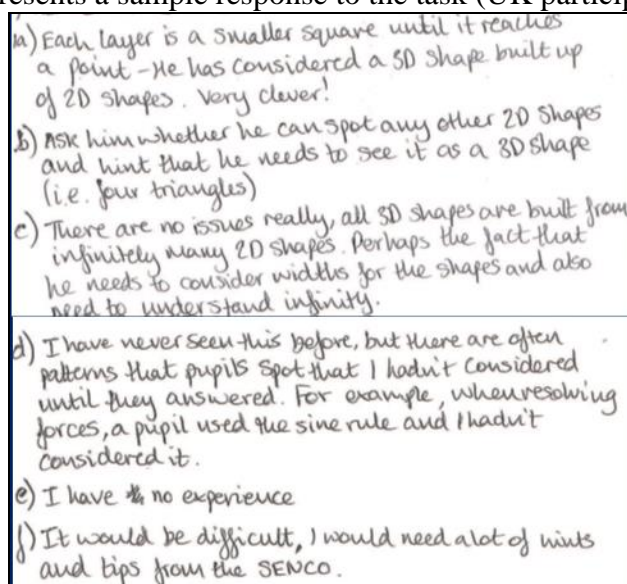 resents a sample response to the task (UK particip
a) Each layer is a smaller square until it reaches
a point - He has considered a 3D shape built up
of 2D shapes. Very clever!
b) Ask him whether he can spot any other 2D shapes
and hint that he needs to see it as a 3D shape
(i.e. four triangles)
c) There are no issues really, all 3D shapes are built from
infinitely many 2D shapes. Perhaps the fact that
he needs to consider widths for the shapes and also
need to understand infinity.
d) I have never seen this before, but there are often
patterns that pupils spot that I hadn't considered
until they answered. For example, when resolving
forces, a pupil used the sine rule and I hadn't
considered it.
e) I have no experience
f) It would be difficult, I would need a lot of hints
and tips from the SENCO.